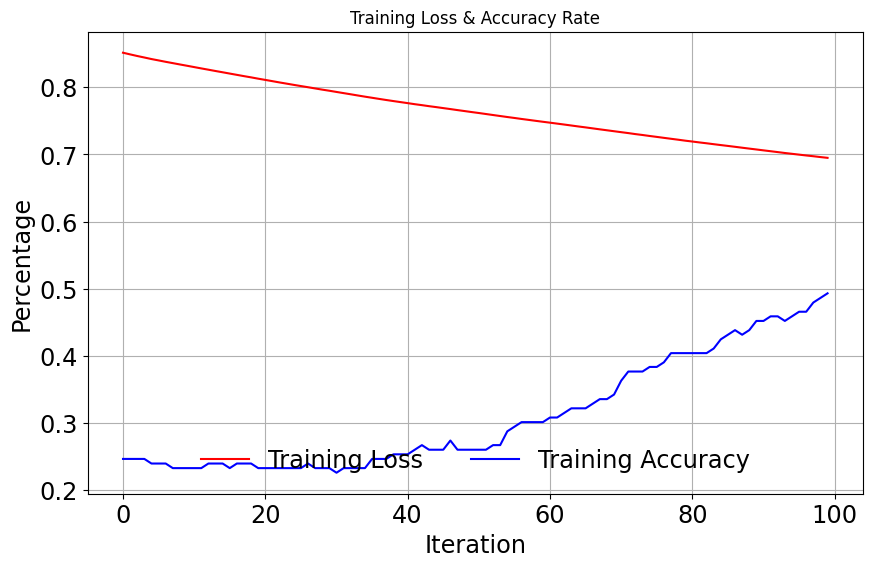 Training Loss & Accuracy Rate
0.8
0.7
0.6
0.5
0.4
0.3
0.2
Percentage
Training Loss Training Accuracy
0 20 40 60 80 100
Iteration